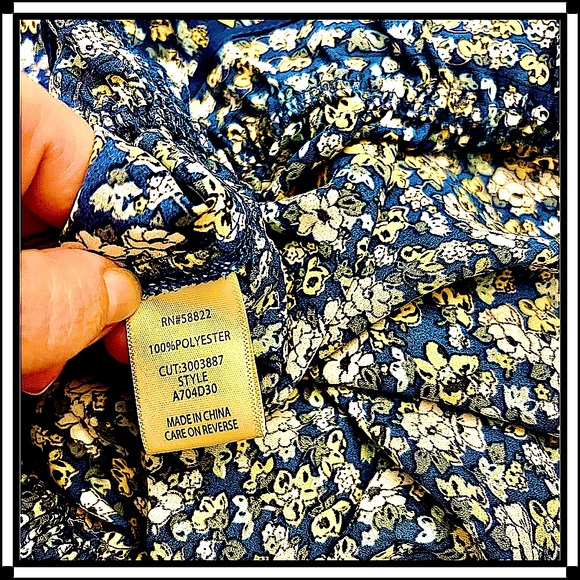 RN#58822
100%POLYESTER
CUT:3003887
STYLE
A704D30
MADE IN CHINA
CARE ON REVERSE